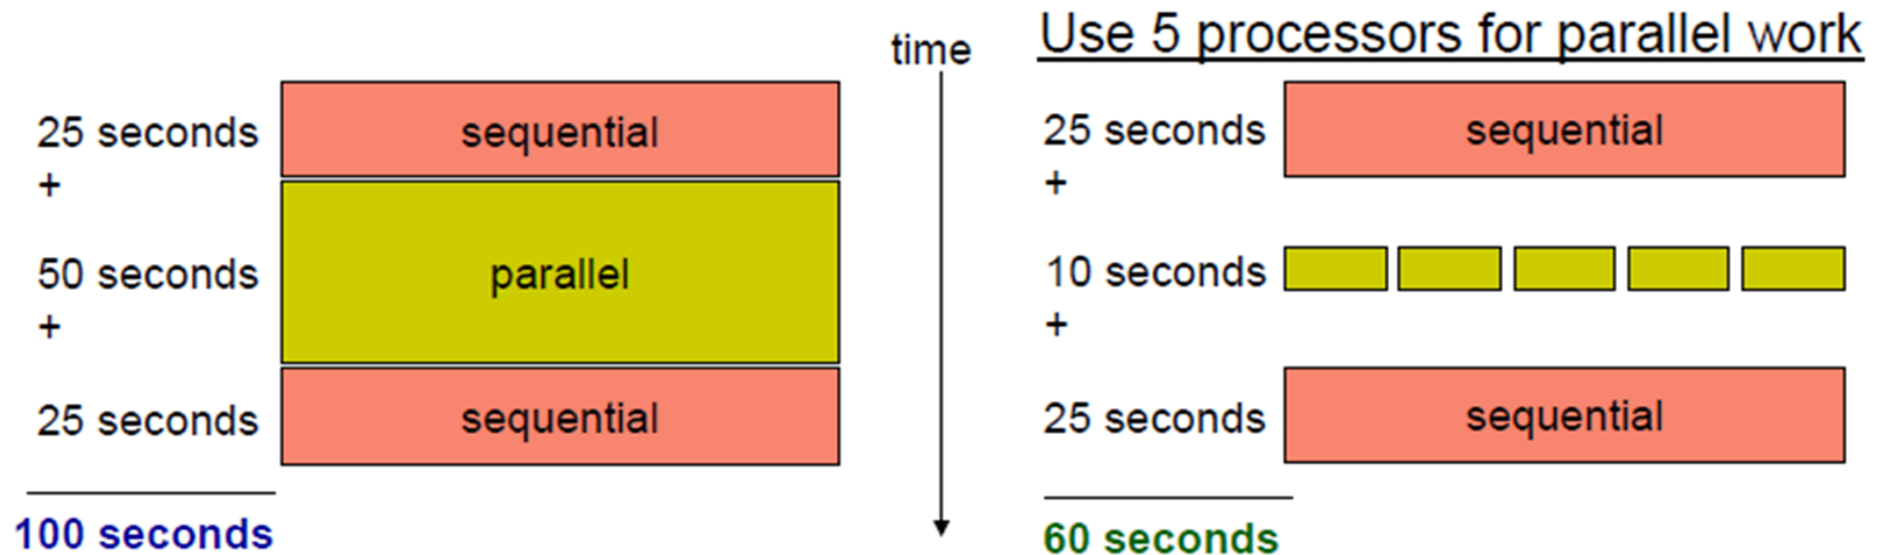 25 seconds
+
50 seconds
+
25 seconds
100 seconds
sequential
parallel
sequential
time
Use 5 processors for parallel work
25 seconds
+
10 seconds
+
25 seconds
60 seconds
sequential
sequential